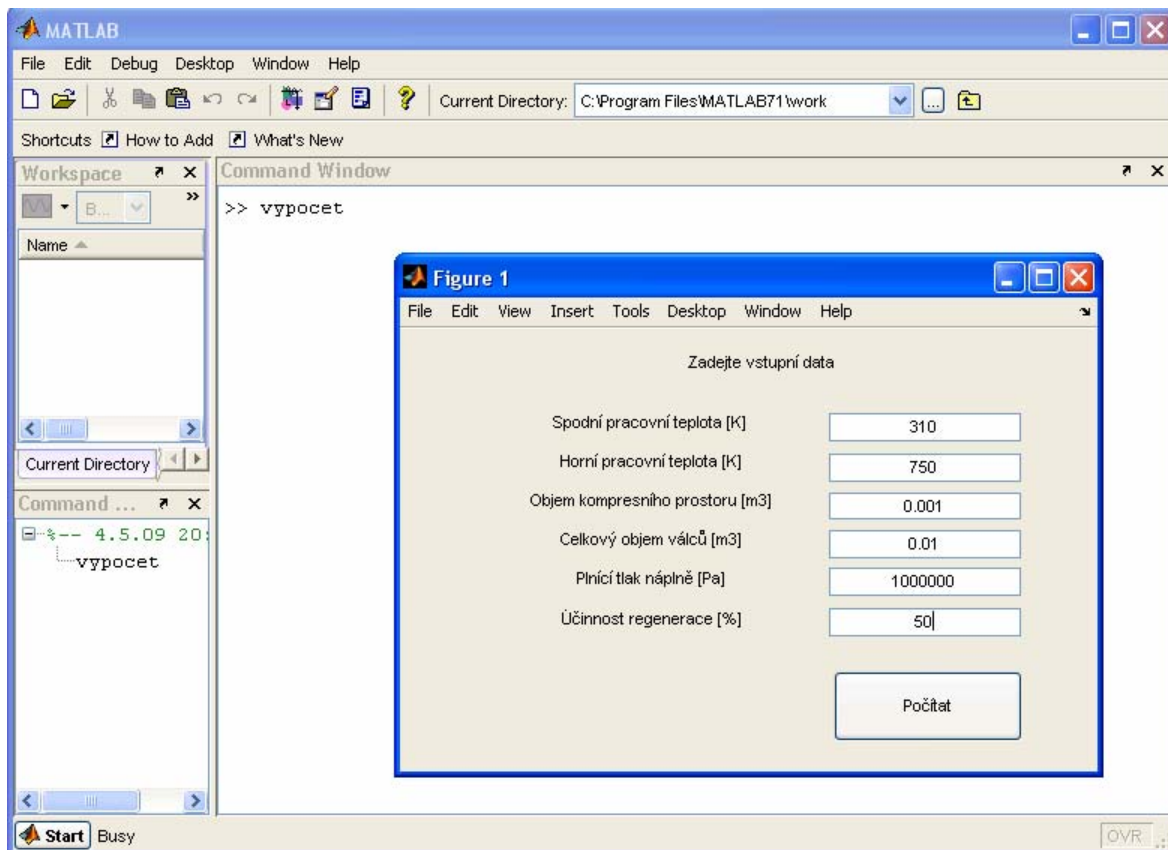 MATLAB
File Edit Debug Desktop Window Help
Current Directory: C:\Program Files\MATLAB71\work
Shortcuts How to Add What's New
Workspace
B...
Name
Current Directory
Command ...
%-- 4.5.09 20:
vypocet
Command Window
>> vypocet
Figure 1
File Edit View Insert Tools Desktop Window Help
Zadejte vstupní data
Spodní pracovní teplota [K] 310
Horní pracovní teplota [K] 750
Objem kompresního prostoru [m3] 0.001
Celkový objem válců [m3] 0.01
Plnící tlak náplně [Pa] 1000000
Účinnost regenerace [%] 50
Počítat
Start Busy
OVR